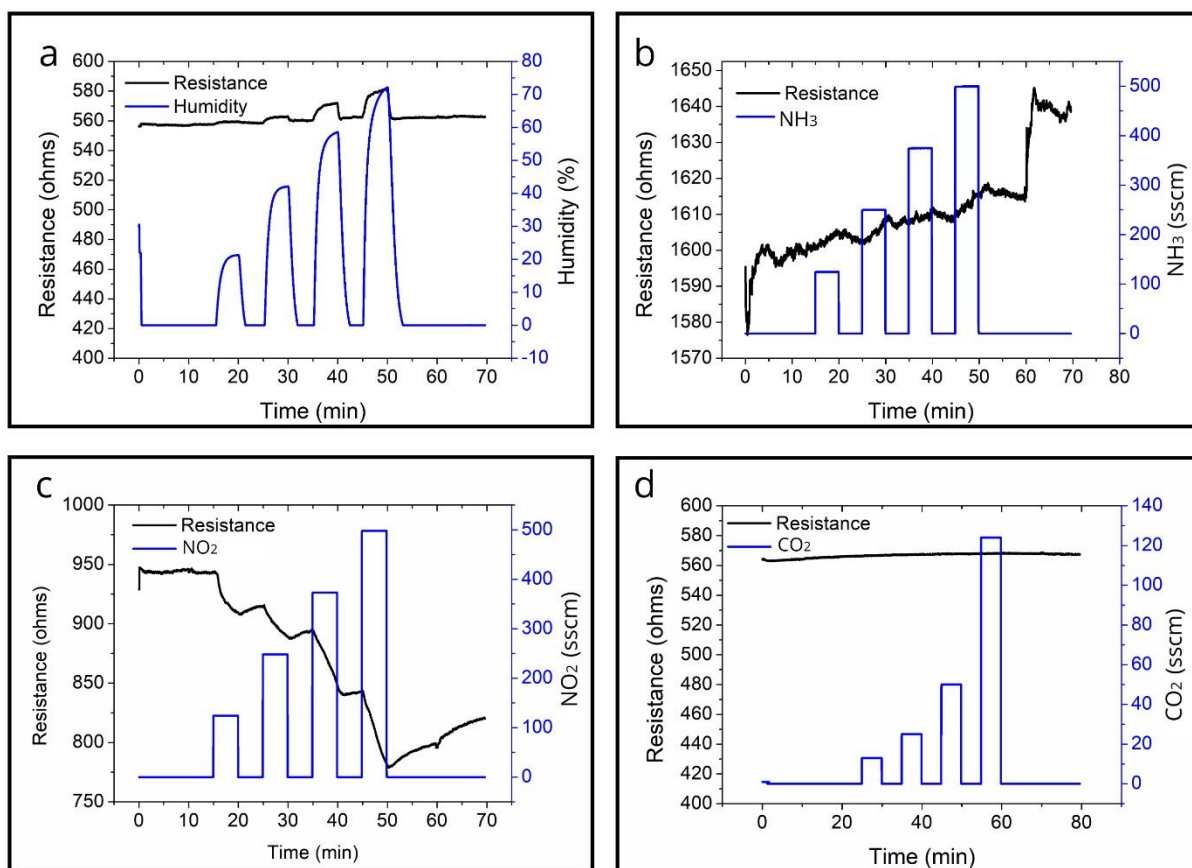 a
Resistance
Humidity
600
580
560
540
520
500
480
460
440
420
400
Resistance (ohms)
80
70
60
50
40
30
20
10
0
-10
Humidity (%)
0 10 20 30 40 50 60 70
Time (min)
b
Resistance
NH₃
1650
1640
1630
1620
1610
1600
1590
1580
1570
Resistance (ohms)
500
400
300
200
100
0
NH₃ (sscm)
0 10 20 30 40 50 60 70 80
Time (min)
c
Resistance
NO₂
1000
950
900
850
800
750
Resistance (ohms)
500
400
300
200
100
0
NO₂ (sscm)
0 10 20 30 40 50 60 70
Time (min)
d
Resistance
CO₂
600
580
560
540
520
500
480
460
440
420
400
Resistance (ohms)
140
120
100
80
60
40
20
0
CO₂ (sscm)
0 20 40 60 80
Time (min)